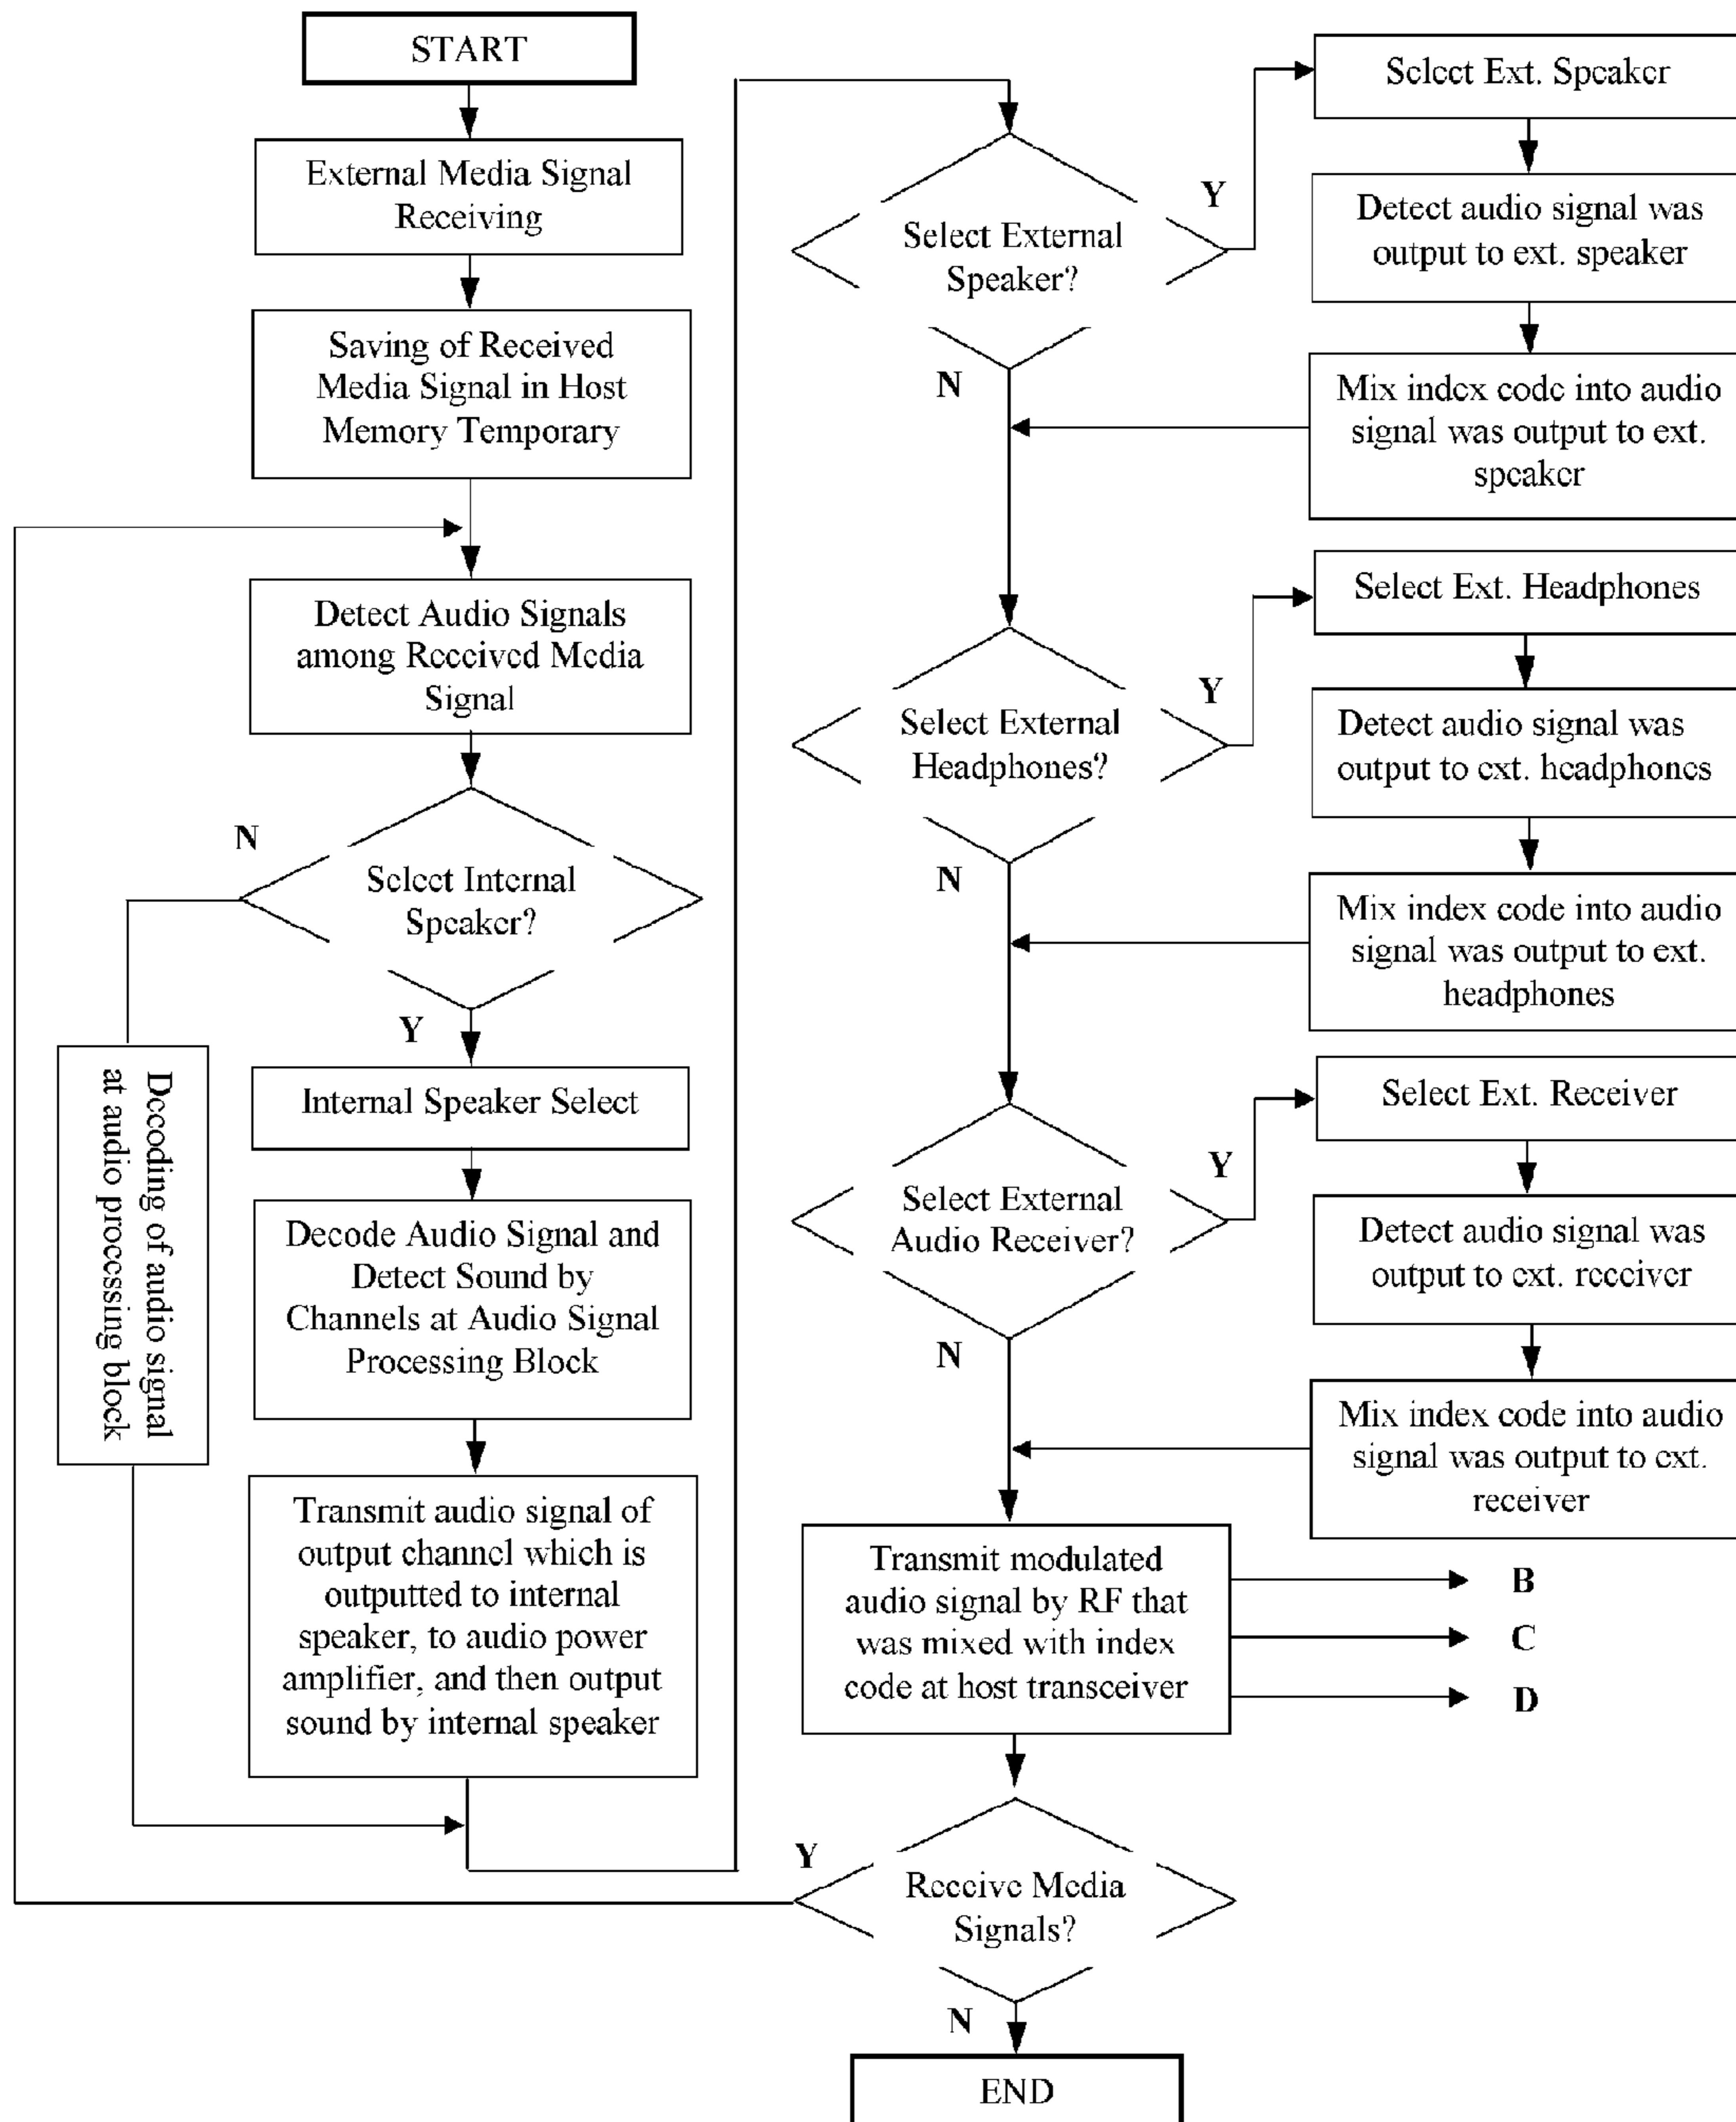 START
External Media Signal
Receiving
Saving of Received
Media Signal in Host
Memory Temporary
Detect Audio Signals
among Received Media
Signal
N
Select Internal
Speaker?
Y
Decoding of audio signal
at audio processing block
Internal Speaker Select
Decode Audio Signal and
Detect Sound by
Channels at Audio Signal
Processing Block
Transmit audio signal of
output channel which is
outputted to internal
speaker, to audio power
amplifier, and then output
sound by internal speaker
Select External
Speaker?
Y
N
Select Ext. Speaker
Detect audio signal was
output to ext. speaker
Mix index code into audio
signal was output to ext.
speaker
Select External
Headphones?
Y
N
Select Ext. Headphones
Detect audio signal was
output to ext. headphones
Mix index code into audio
signal was output to ext.
headphones
Select External
Audio Receiver?
Y
N
Select Ext. Receiver
Detect audio signal was
output to ext. receiver
Mix index code into audio
signal was output to ext.
receiver
Transmit modulated
audio signal by RF that
was mixed with index
code at host transceiver
B
C
D
Y
Receive Media
Signals?
N
END